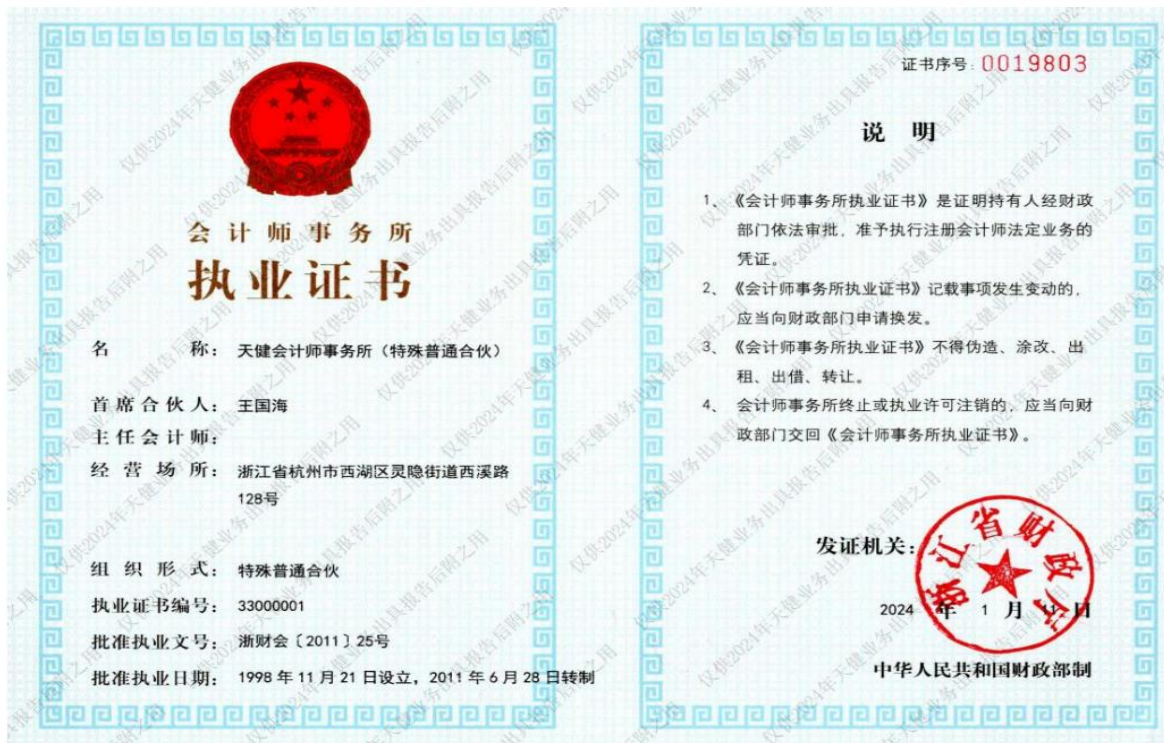 会计师事务所
执业证书
名 称: 天健会计师事务所（特殊普通合伙）
首席合伙人: 王国海
主任会计师:
经营场所: 浙江省杭州市西湖区灵隐街道西溪路
128号
组织形式: 特殊普通合伙
执业证书编号: 33000001
批准执业文号: 浙财会〔2011〕25号
批准执业日期: 1998年11月21日设立，2011年6月28日转制
证书序号: 0019803
说 明
1、《会计师事务所执业证书》是证明持有人经财政
部门依法审批，准予执行注册会计师法定业务的
凭证。
2、《会计师事务所执业证书》记载事项发生变动的，
应当向财政部门申请换发。
3、《会计师事务所执业证书》不得伪造、涂改、出
租、出借、转让。
4、会计师事务所终止或执业许可注销的，应当向财
政部门交回《会计师事务所执业证书》。
发证机关:
浙江省财政厅
2024 年 1 月 11 日
中华人民共和国财政部制
仅供2024年天健业务出具报告后附之用